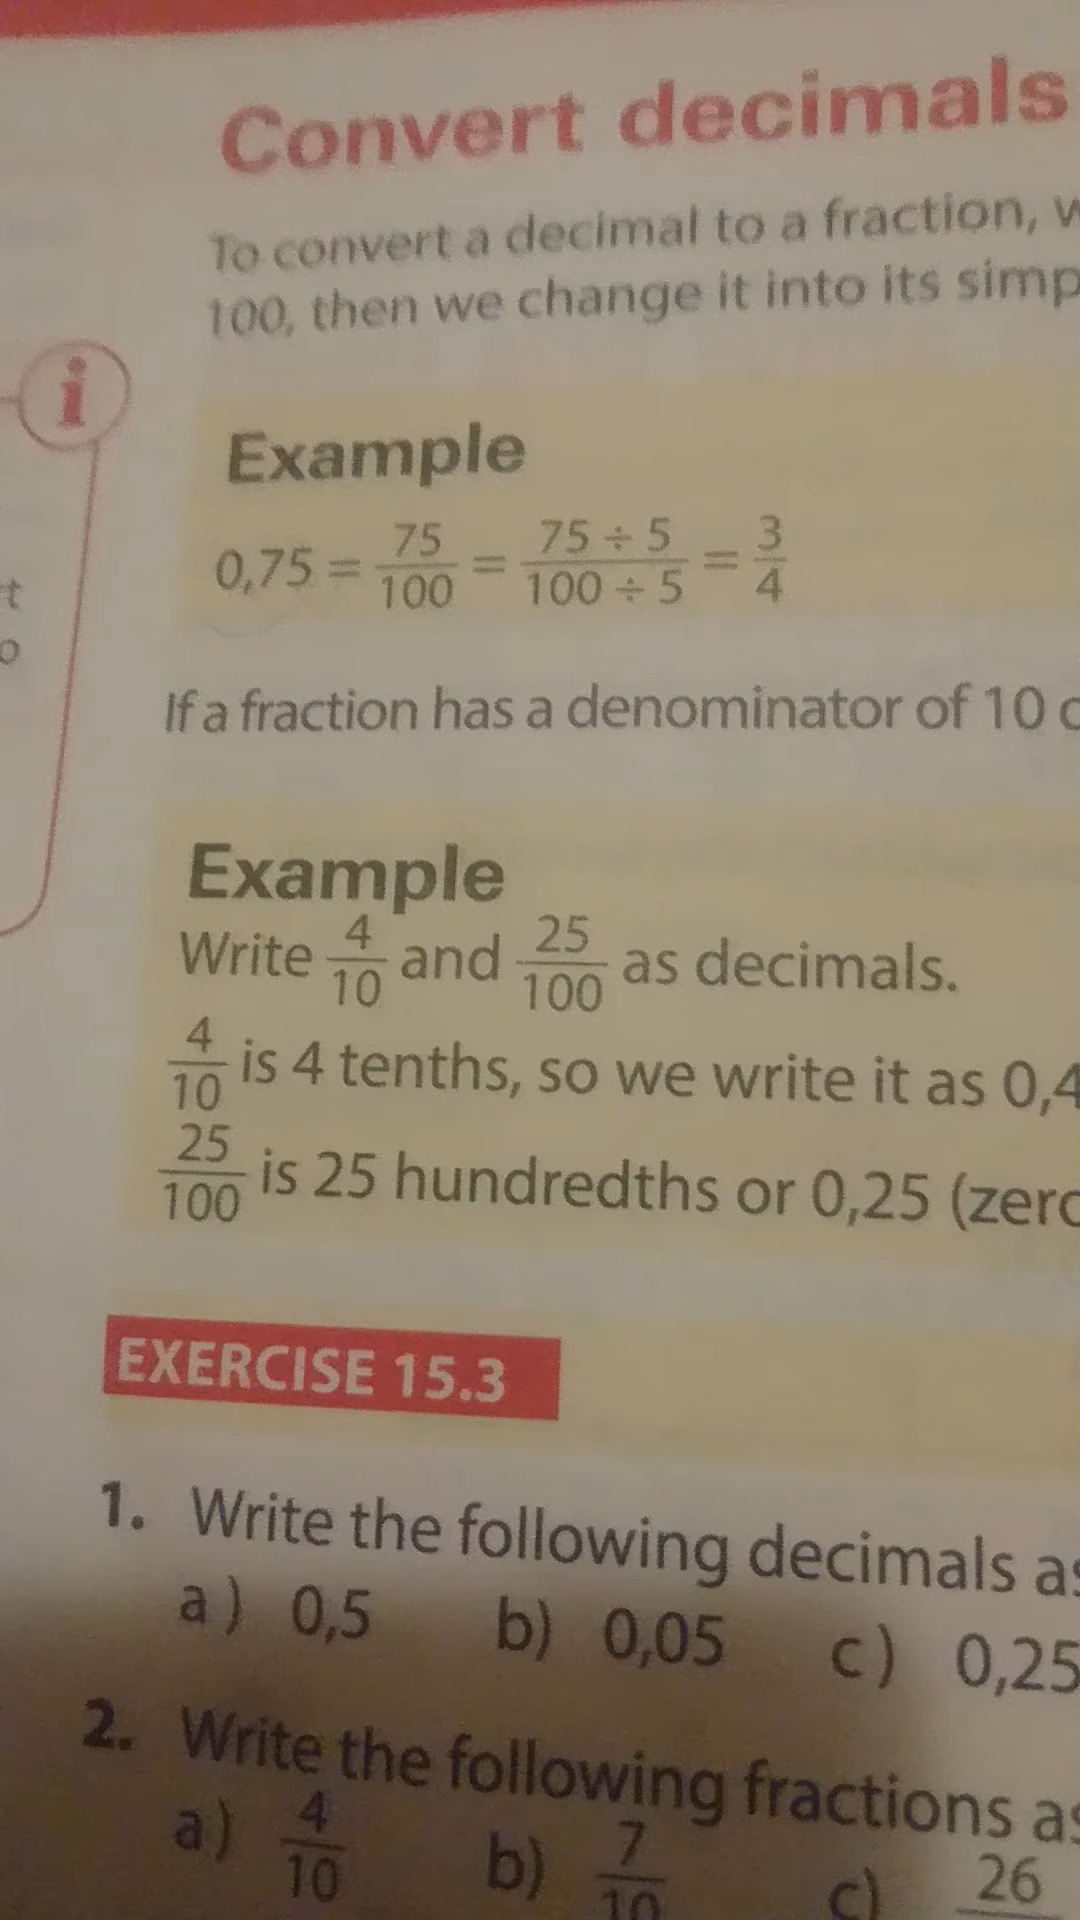 Convert decimals
To convert a decimal to a fraction,
100, then we change it into its
i
Example
0,75 = 75/100 = 75 ÷ 5/100 ÷ 5 = 3/4
If a fraction has a denominator of 10
Example
Write 4/10 and 25/100 as decimals.
4/10 is 4 tenths, so we write it as 0,4
25/100 is 25 hundredths or 0,25
EXERCISE 15.3
1. Write the following decimals
a) 0,5 b) 0,05 c) 0,25
2. Write the following fractions
a) 4/10 b) 7/10 c) 26